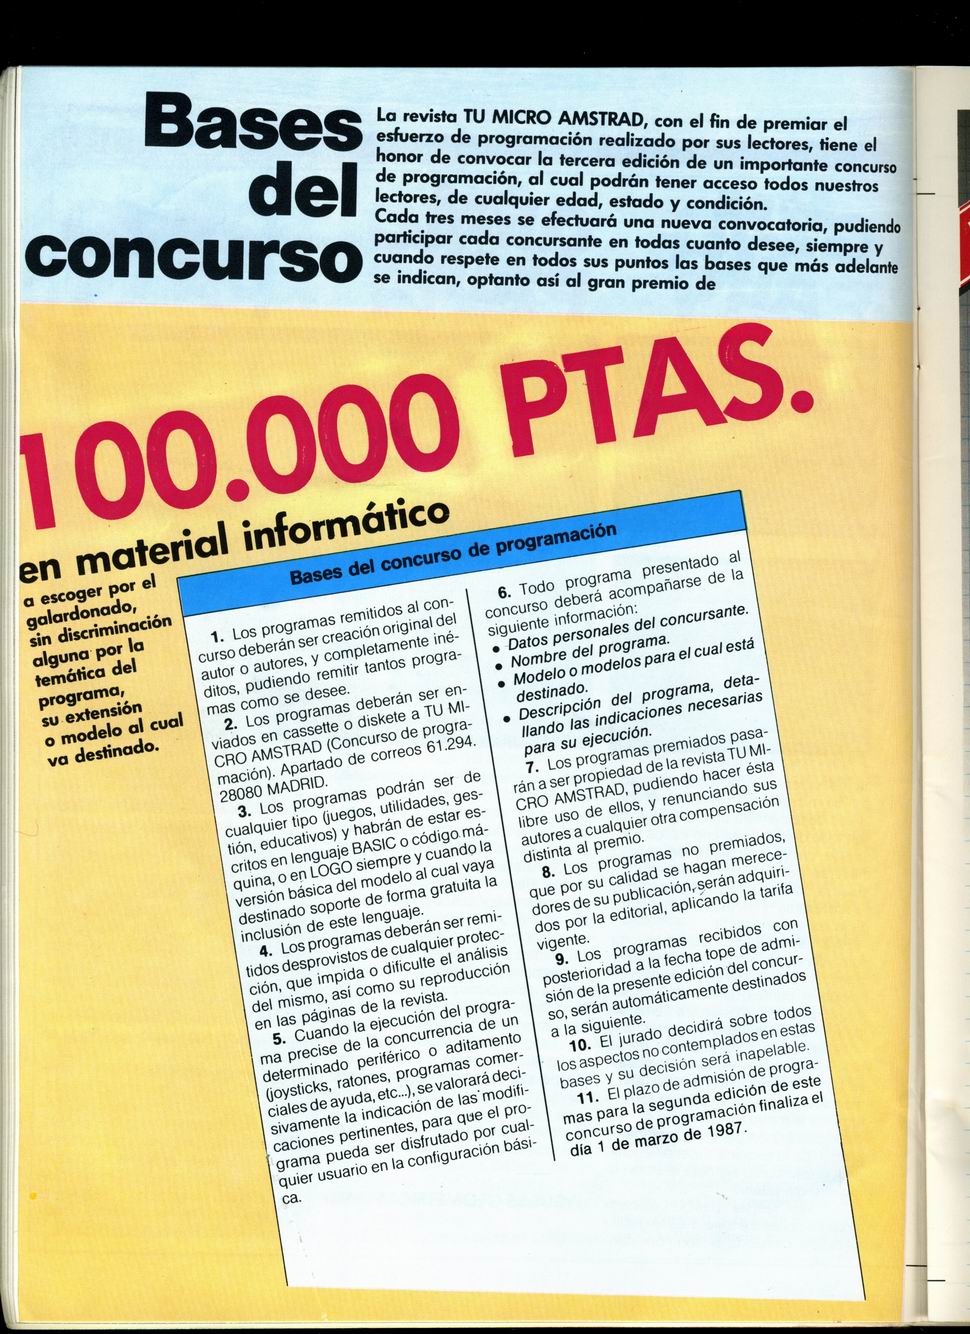 Bases
del
concurso
La revista TU MICRO AMSTRAD, con el fin de premiar el
esfuerzo de programación realizado por sus lectores, tiene el
honor de convocar la tercera edición de un importante concurso
de programación, al cual podrán tener acceso todos nuestros
lectores, de cualquier edad, estado y condición.
Cada tres meses se efectuará una nueva convocatoria, pudiendo
participar cada concursante en todas cuanto desee, siempre y
cuando respete en todos sus puntos las bases que más adelante
se indican, optanto así al gran premio de
100.000 PTAS.
en material informático
a escoger por el
galardonado,
sin discriminación
alguna por la
temática del
programa,
su extensión
o modelo al cual
va destinado.
Bases del concurso de programación
1. Los programas remitidos al con-
curso deberán ser creación original del
autor o autores, y completamente iné-
ditos, pudiendo remitir tantos progra-
mas como se desee.
2. Los programas deberán ser en-
viados en cassette o diskete a TU MI-
CRO AMSTRAD (Concurso de progra-
mación). Apartado de correos 61.294.
28080 MADRID.
3. Los programas podrán ser de
cualquier tipo (juegos, utilidades, ges-
tión, educativos) y habrán de estar es-
critos en lenguaje BASIC o código má-
quina, o en LOGO siempre y cuando la
versión básica del modelo al cual vaya
destinado soporte de forma gratuita la
inclusión de este lenguaje.
4. Los programas deberán ser remi-
tidos desprovistos de cualquier protec-
ción, que impida o dificulte el análisis
del mismo, así como su reproducción
en las páginas de la revista.
5. Cuando la ejecución del progra-
ma precise de la concurrencia de un
determinado periférico o aditamento
(joysticks, ratones, programas comer-
ciales de ayuda, etc...), se valorará deci-
sivamente la indicación de las modifi-
caciones pertinentes, para que el pro-
grama pueda ser disfrutado por cual-
quier usuario en la configuración bási-
ca.
6. Todo programa presentado al
concurso deberá acompañarse de la
siguiente información:
• Datos personales del concursante.
• Nombre del programa.
• Modelo o modelos para el cual está
destinado.
• Descripción del programa, deta-
llando las indicaciones necesarias
para su ejecución.
7. Los programas premiados pasa-
rán a ser propiedad de la revista TU MI-
CRO AMSTRAD, pudiendo hacer ésta
libre uso de ellos, y renunciando sus
autores a cualquier otra compensación
distinta al premio.
8. Los programas no premiados,
que por su calidad se hagan merece-
dores de su publicación, serán adquiri-
dos por la editorial, aplicando la tarifa
vigente.
9. Los programas recibidos con
posterioridad a la fecha tope de admi-
sión de la presente edición del concur-
so, serán automáticamente destinados
a la siguiente.
10. El jurado decidirá sobre todos
los aspectos no contemplados en estas
bases y su decisión será inapelable.
11. El plazo de admisión de progra-
mas para la segunda edición de este
concurso de programación finaliza el
día 1 de marzo de 1987.